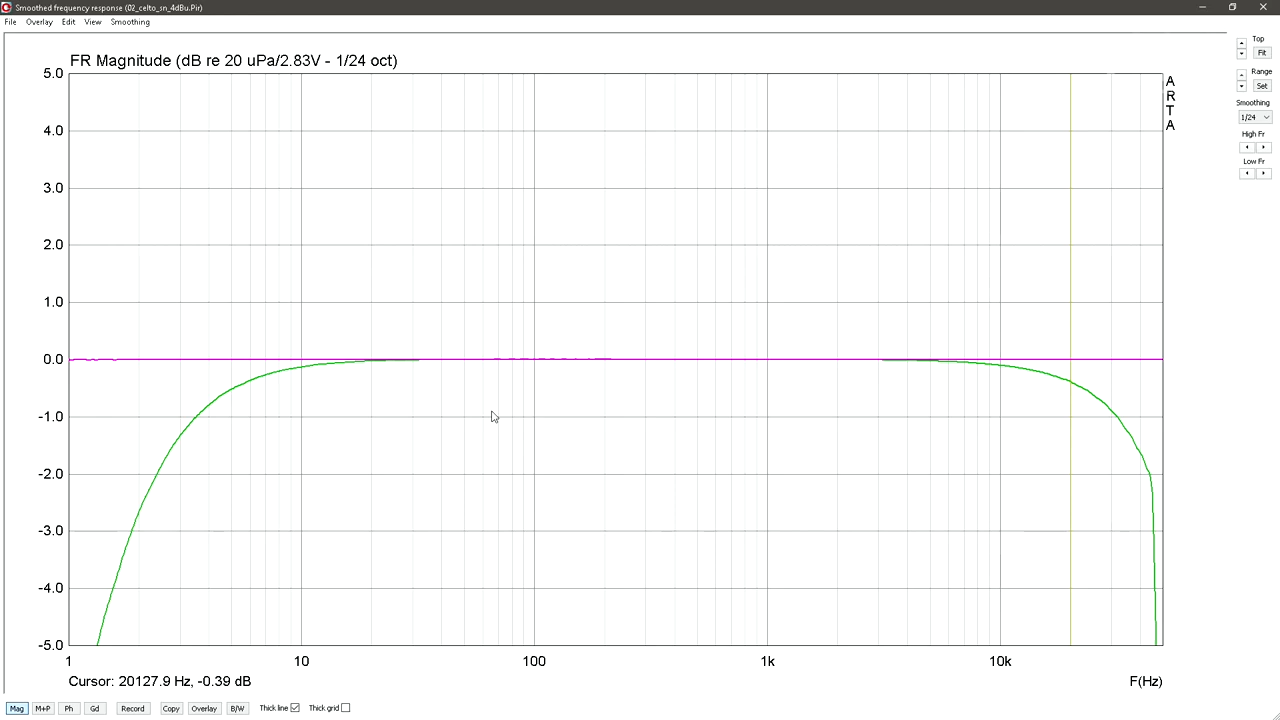 Smoothed frequency response (02_celto_sn_4dBu.Pir)
File Overlay Edit View Smoothing
FR Magnitude (dB re 20 uPa/2.83V - 1/24 oct)
5.0
4.0
3.0
2.0
1.0
0.0
-1.0
-2.0
-3.0
-4.0
-5.0
1 10 100 1k 10k
Cursor: 20127.9 Hz, -0.39 dB
F(Hz)
A
R
T
A
Top
Fit
Range
Set
Smoothing
1/24
High Fr
Low Fr
Mag M+P Ph Gd Record Copy Overlay B/W Thick line Thick grid